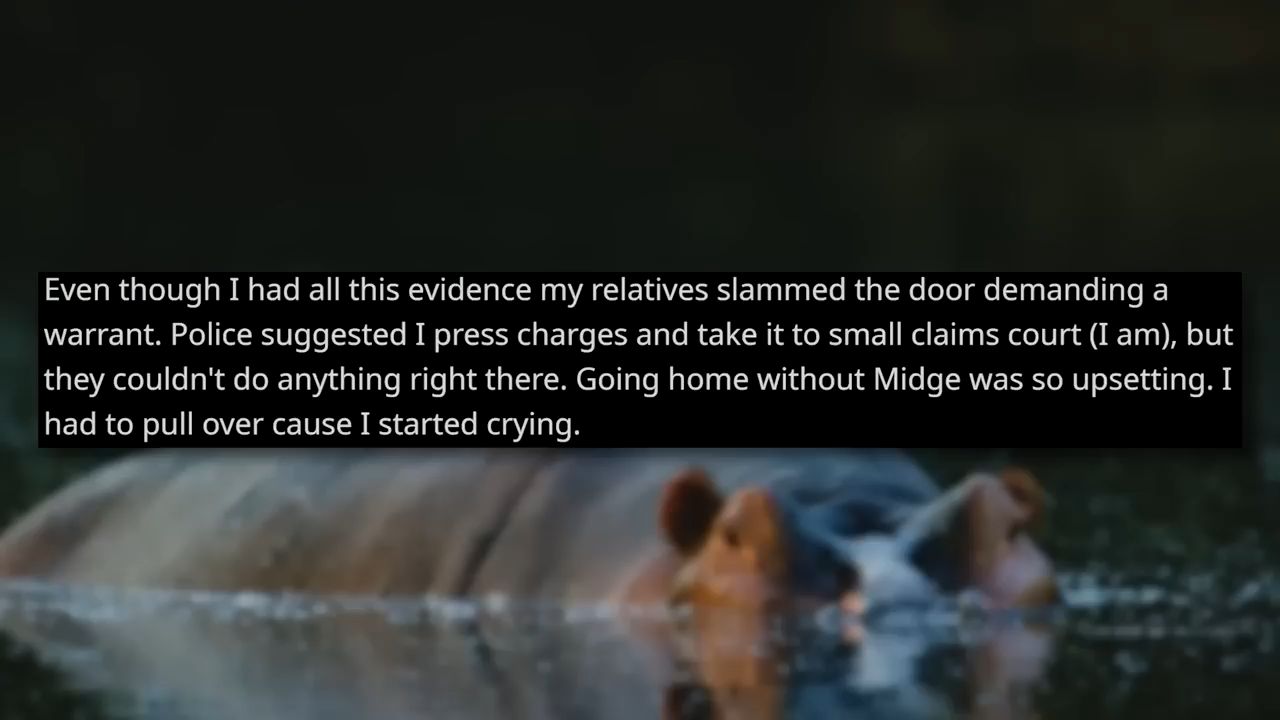 Even though I had all this evidence my relatives slammed the door demanding a
warrant. Police suggested I press charges and take it to small claims court (I am), but
they couldn't do anything right there. Going home without Midge was so upsetting. I
had to pull over cause I started crying.